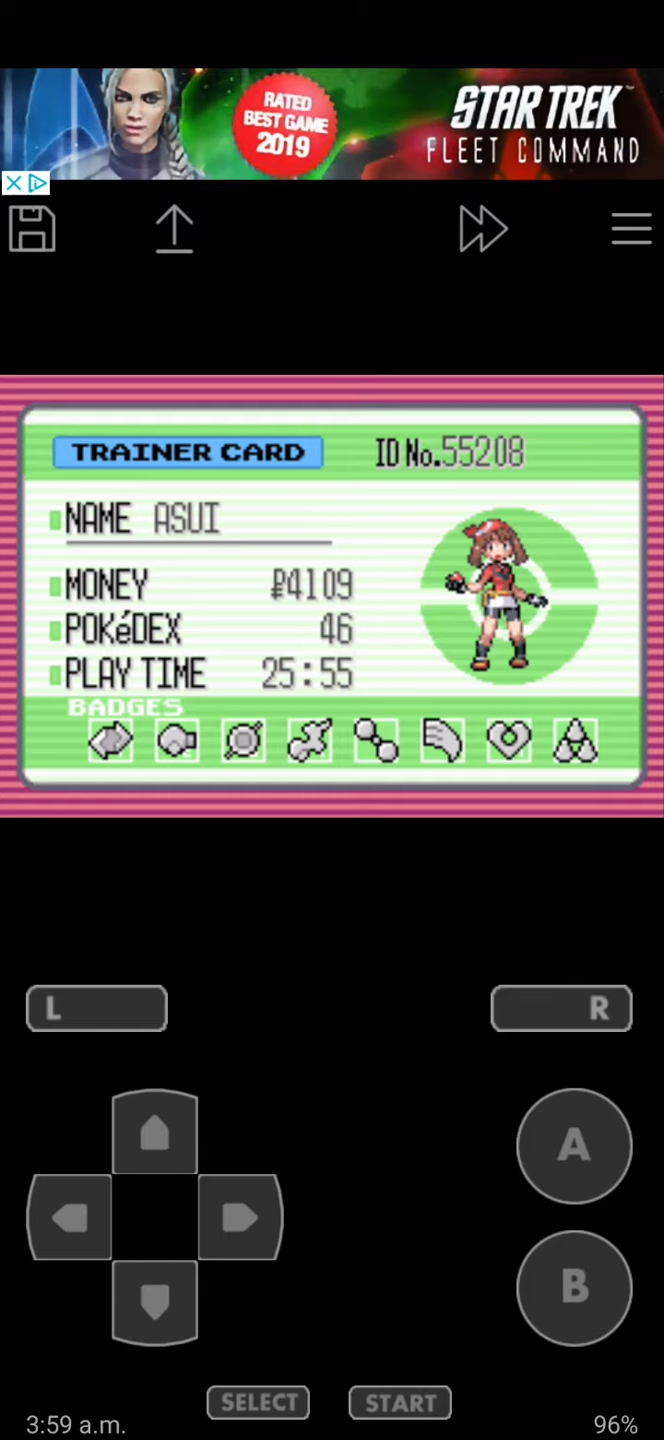 RATED
BEST GAME
2019
STAR TREK
FLEET COMMAND
TRAINER CARD
ID No.55208
NAME ASUI
MONEY ₽4109
POKéDEX 46
PLAY TIME 25:55
BADGES
L
R
A
B
SELECT
START
3:59 a.m.
96%